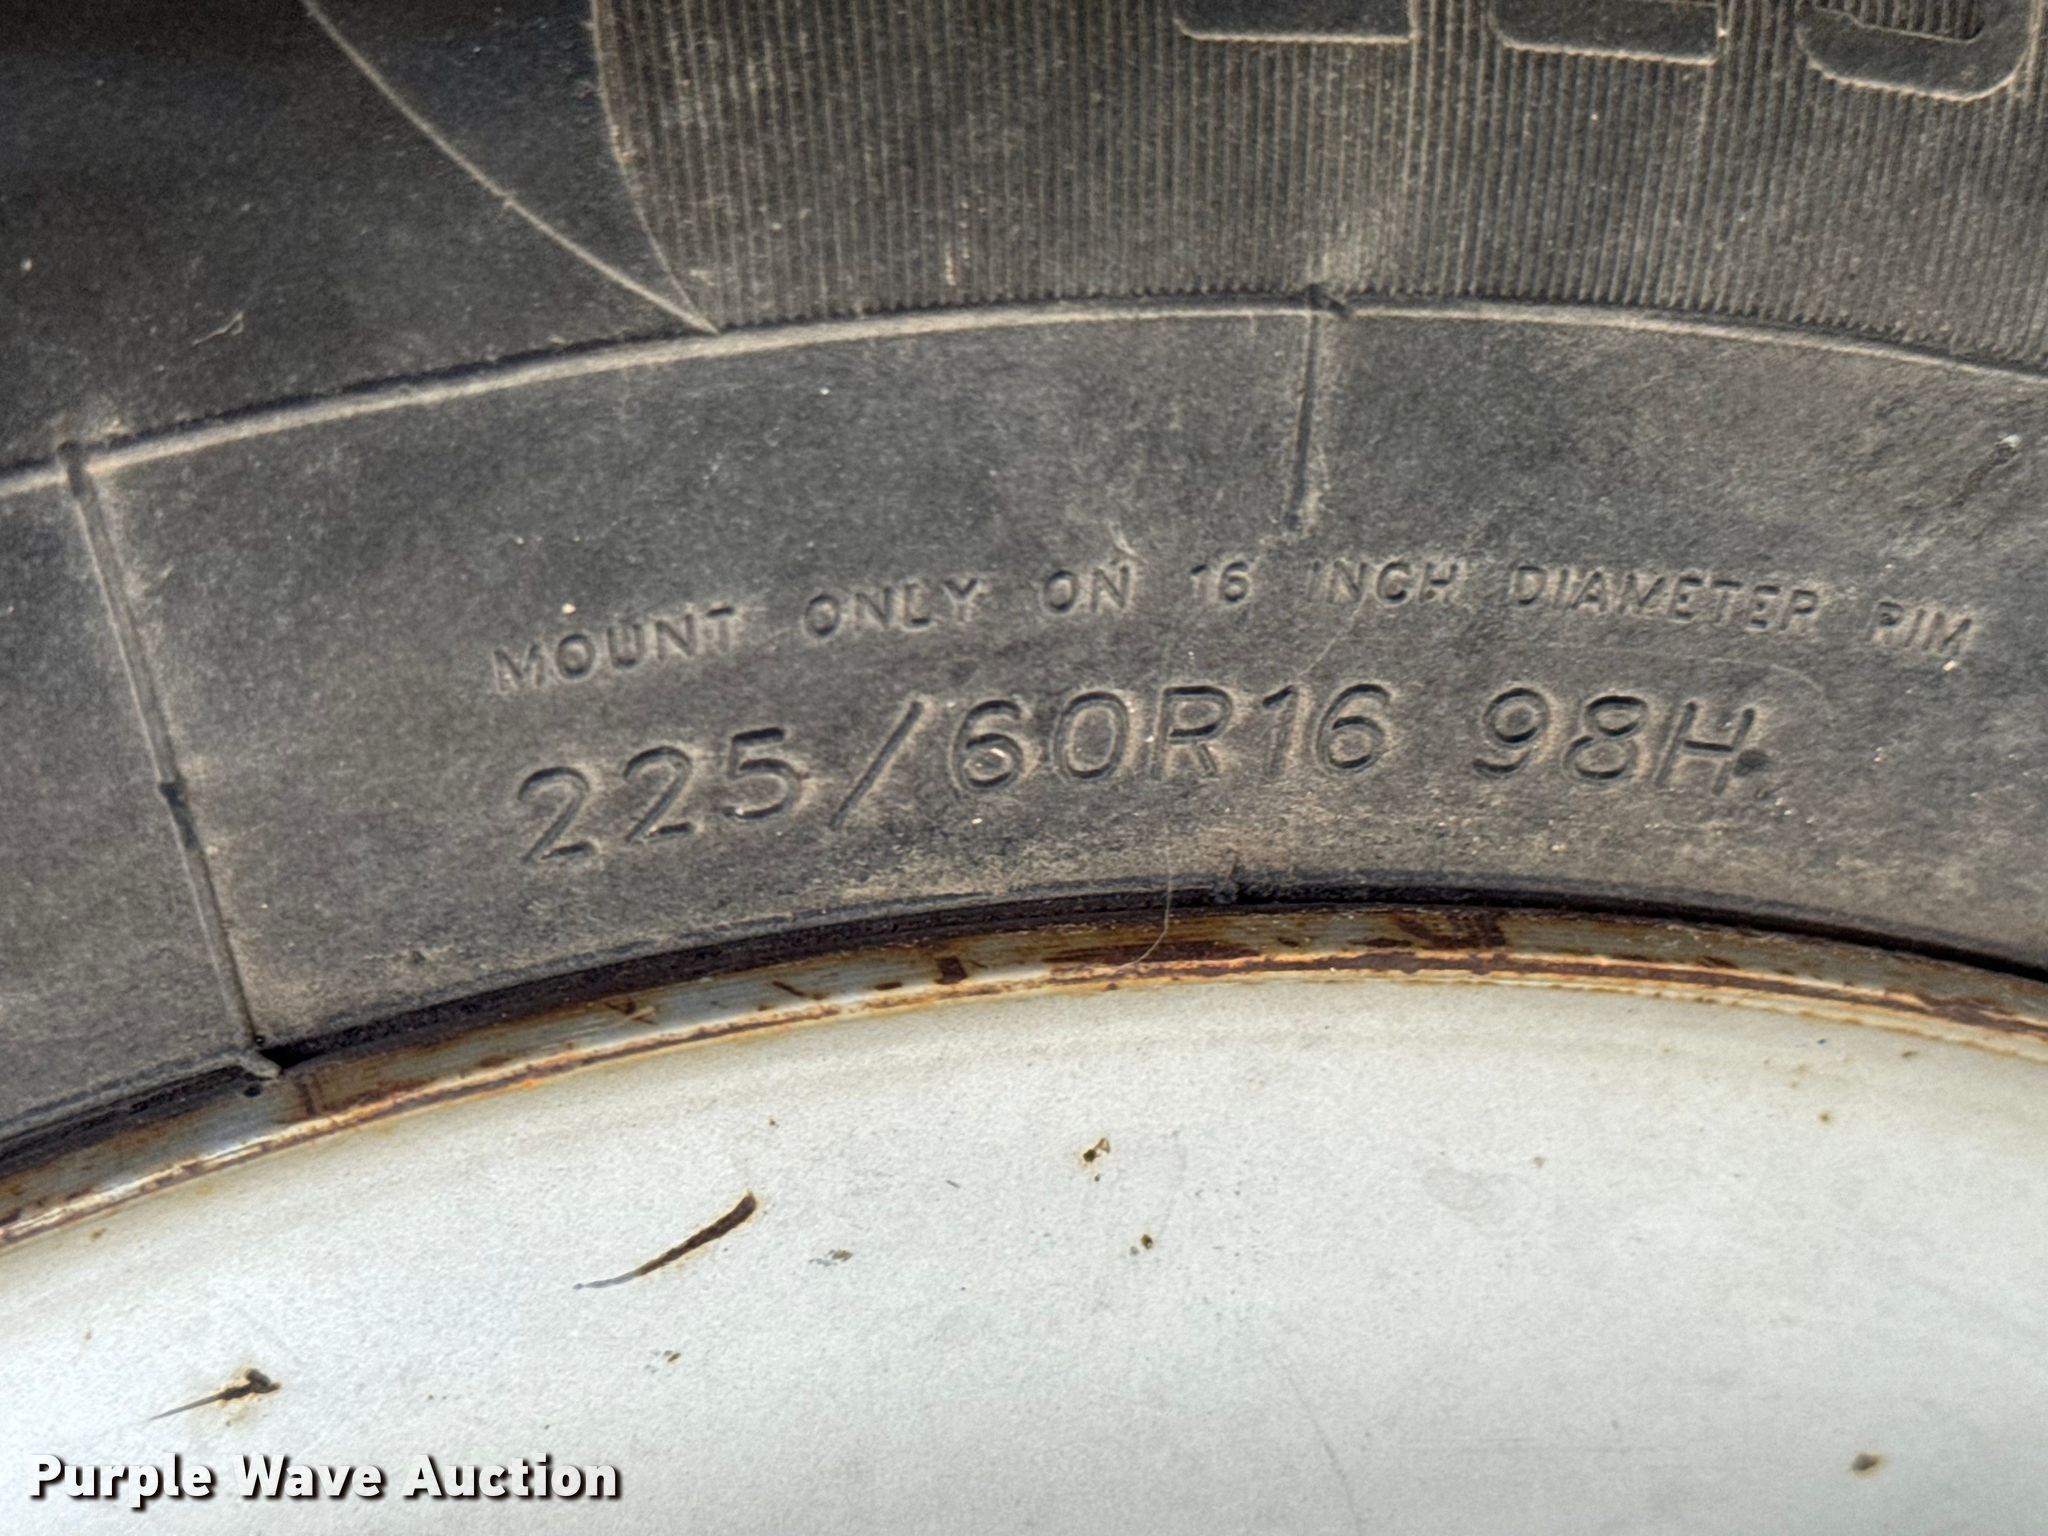 MOUNT ONLY ON 16 INCH DIAMETER RIM
225/60R16 98H
Purple Wave Auction